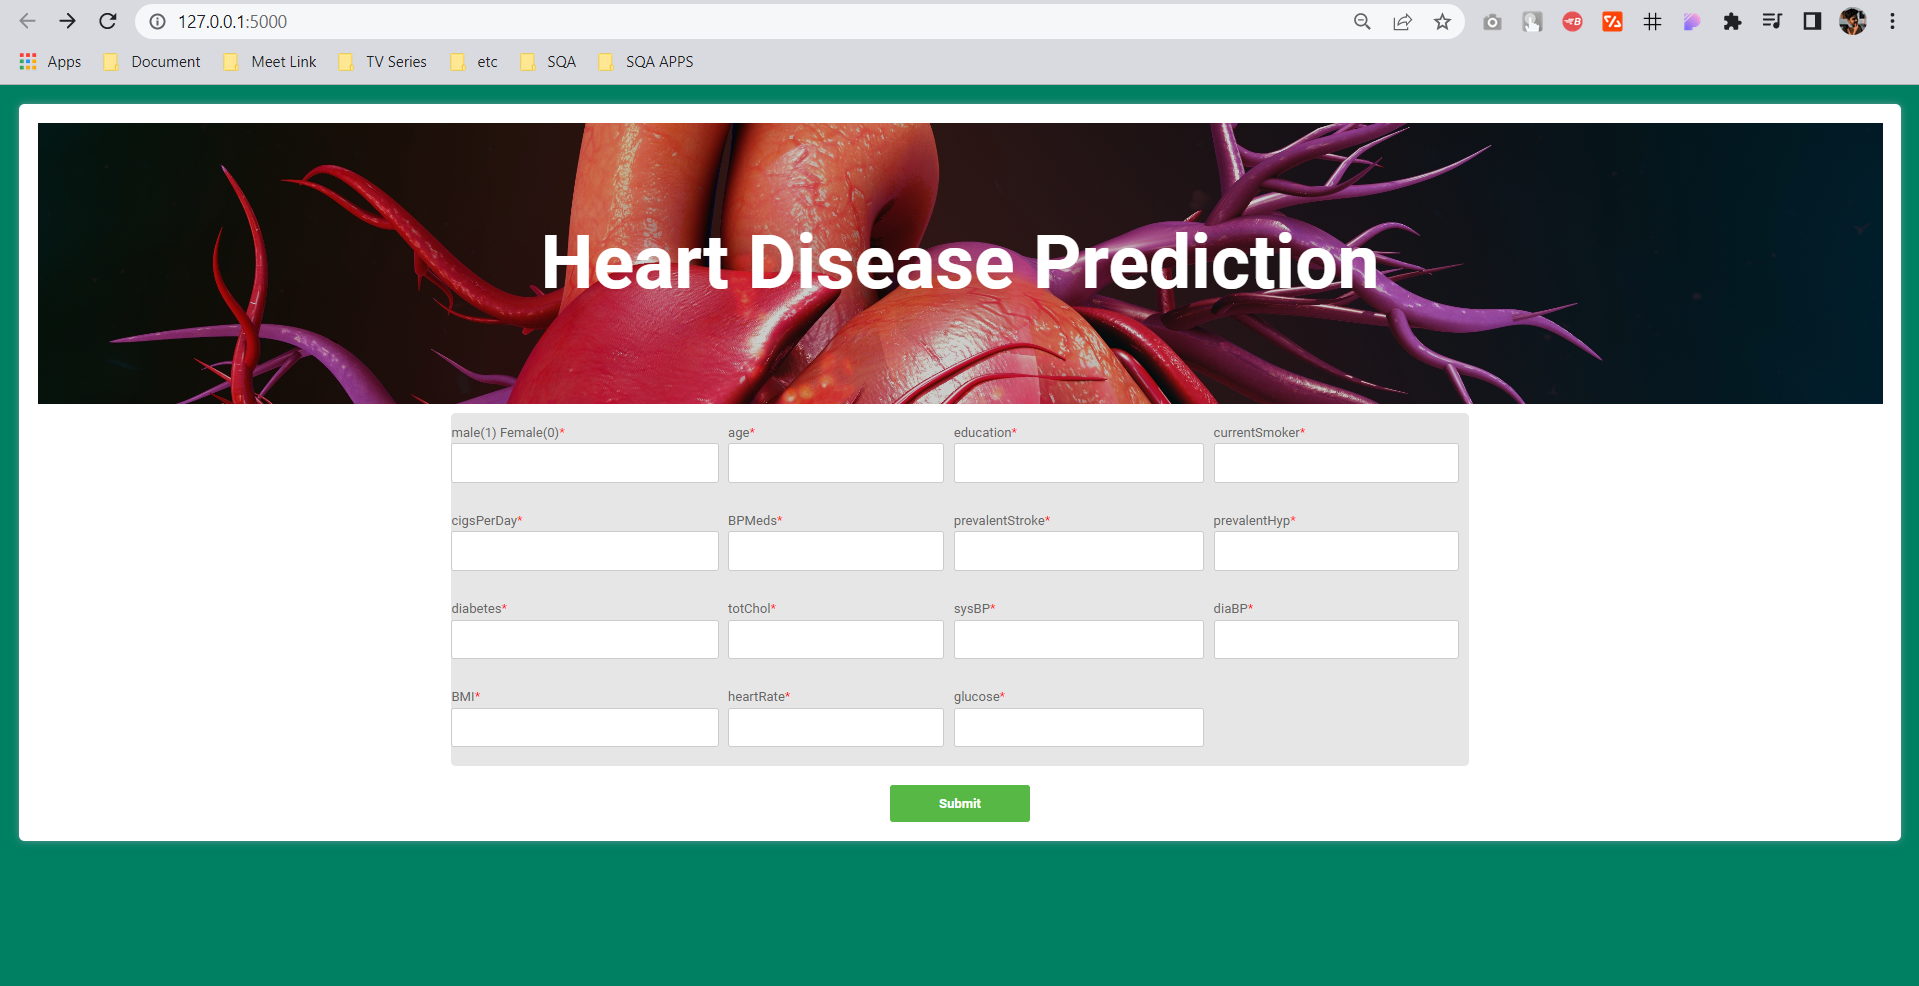 127.0.0.1:5000
Apps Document Meet Link TV Series etc SQA SQA APPS
Heart Disease Prediction
male(1) Female(0)* age* education* currentSmoker*
cigsPerDay* BPMeds* prevalentStroke* prevalentHyp*
diabetes* totChol* sysBP* diaBP*
BMI* heartRate* glucose*
Submit